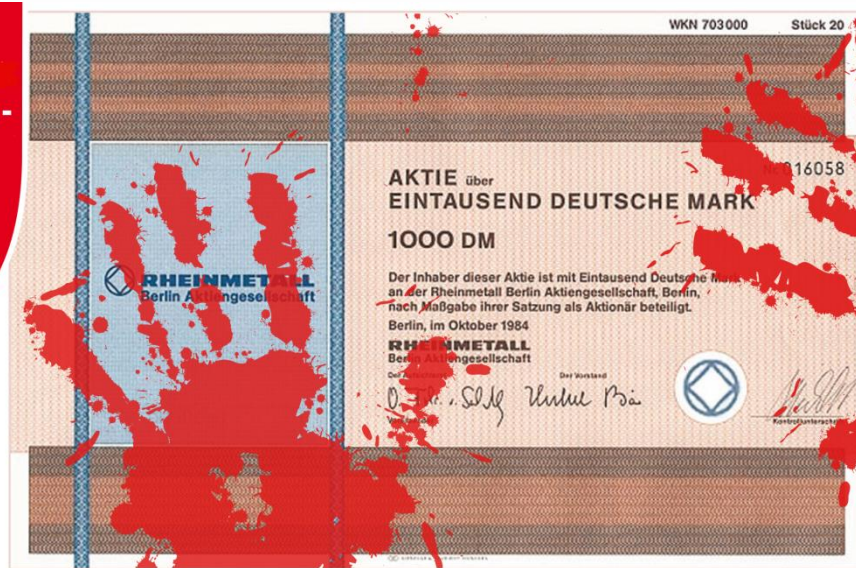 WKN 703000 Stück 20
016058
AKTIE über
EINTAUSEND DEUTSCHE MARK
1000 DM
RHEINMETALL
Berlin Aktiengesellschaft
Der Inhaber dieser Aktie ist mit Eintausend Deutsche Mark
an der Rheinmetall Berlin Aktiengesellschaft, Berlin,
nach Maßgabe ihrer Satzung als Aktionär beteiligt.
Berlin, im Oktober 1984
RHEINMETALL
Berlin Aktiengesellschaft
Der Vorstand
Kontrollunterschrift